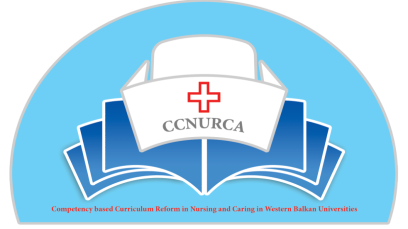 CCNURCA
Competency based Curriculum Reform in Nursing and Caring in Western Balkan Universities